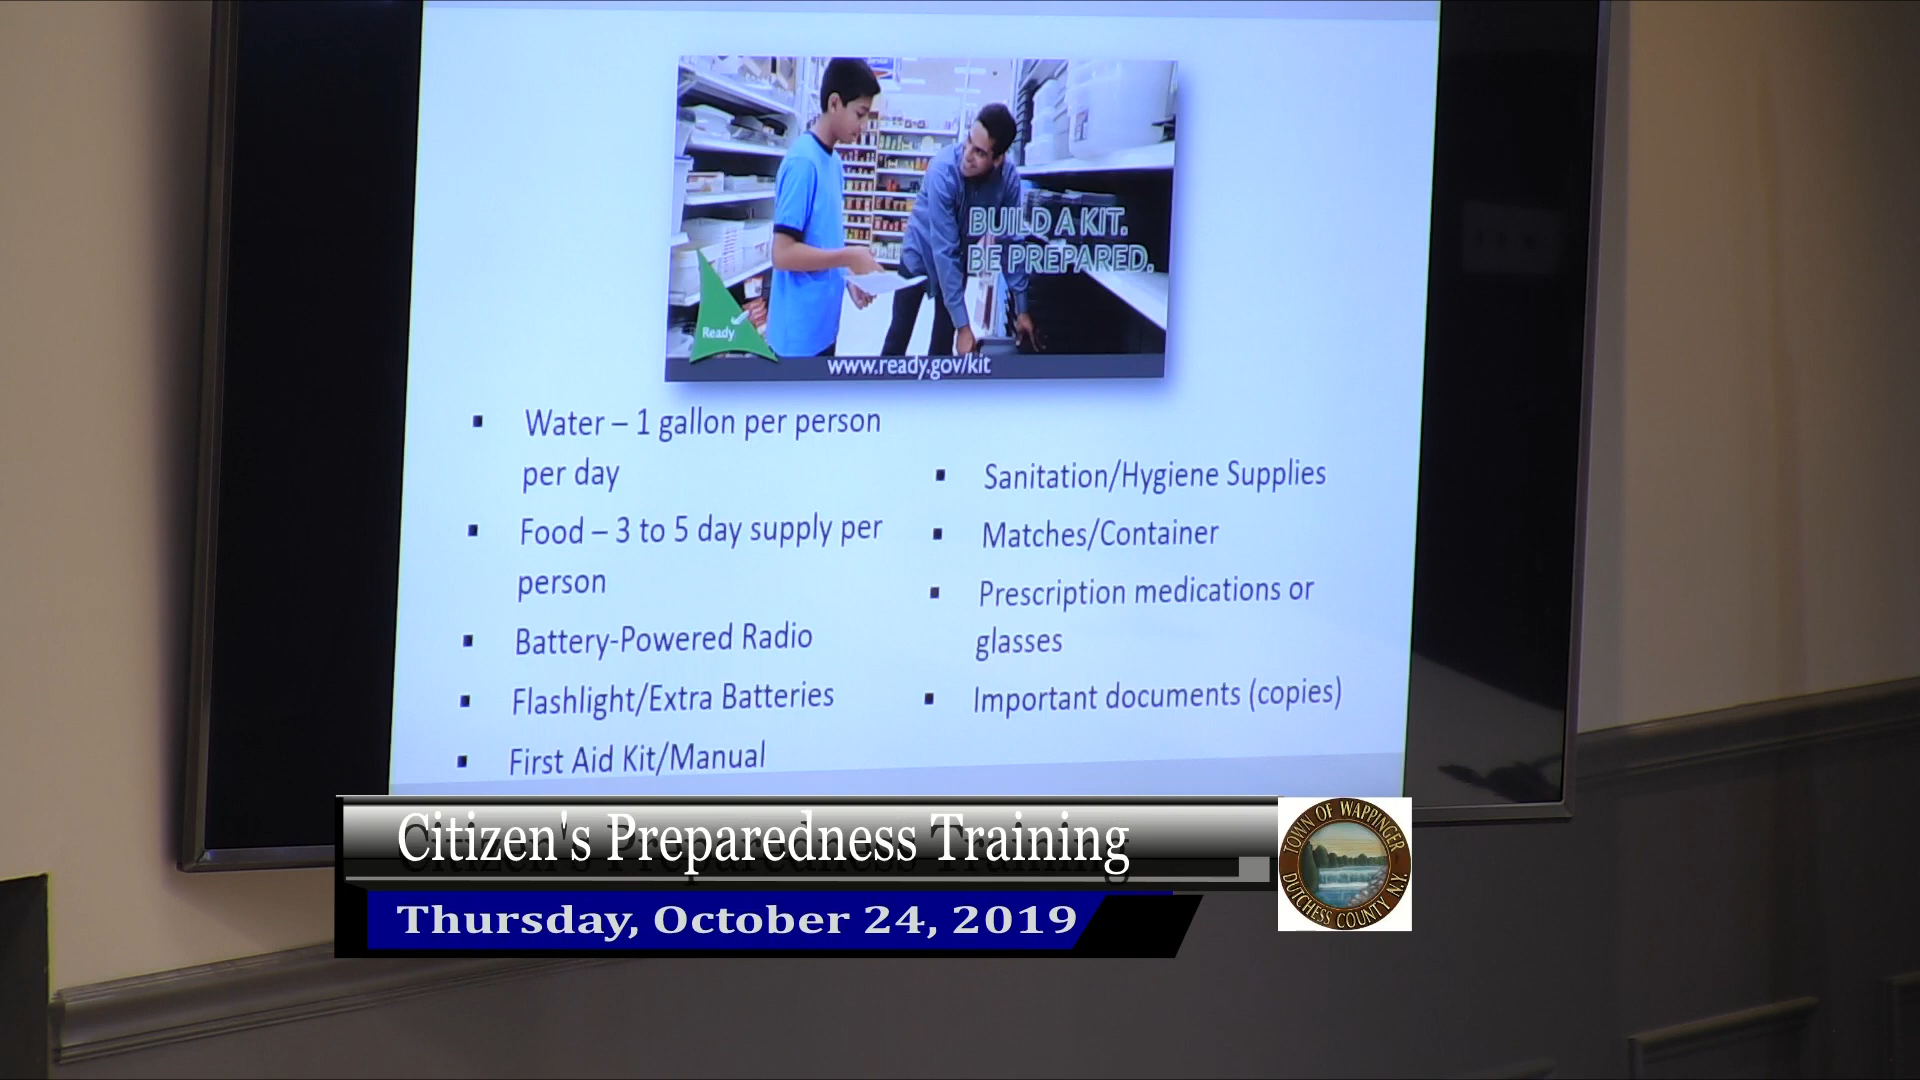 BUILD A KIT.
BE PREPARED.
Ready
www.ready.gov/kit
▪ Water – 1 gallon per person
per day
▪ Food – 3 to 5 day supply per
person
▪ Battery-Powered Radio
▪ Flashlight/Extra Batteries
▪ First Aid Kit/Manual
▪ Sanitation/Hygiene Supplies
▪ Matches/Container
▪ Prescription medications or
glasses
▪ Important documents (copies)
Citizen's Preparedness Training
Thursday, October 24, 2019
TOWN OF WAPPINGER
DUTCHESS COUNTY N.Y.